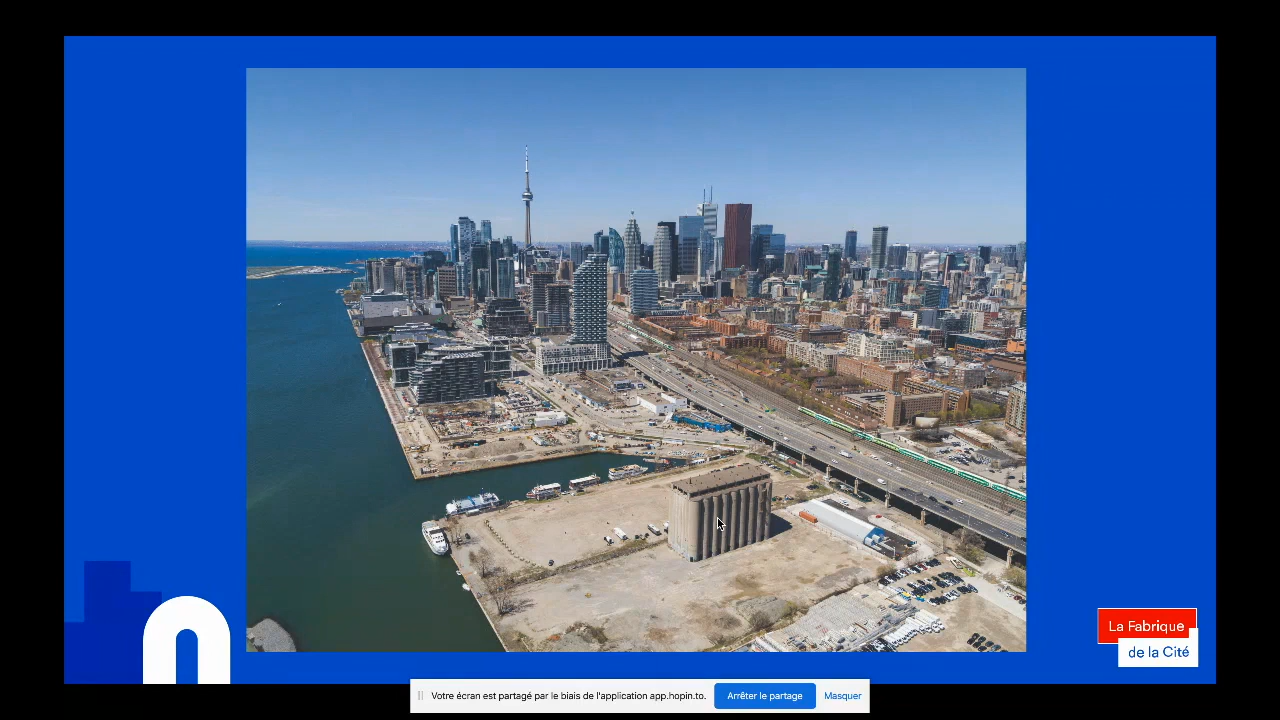 La Fabrique
de la Cité
Votre écran est partagé par le biais de l'application app.hopin.to. Arrêter le partage Masquer